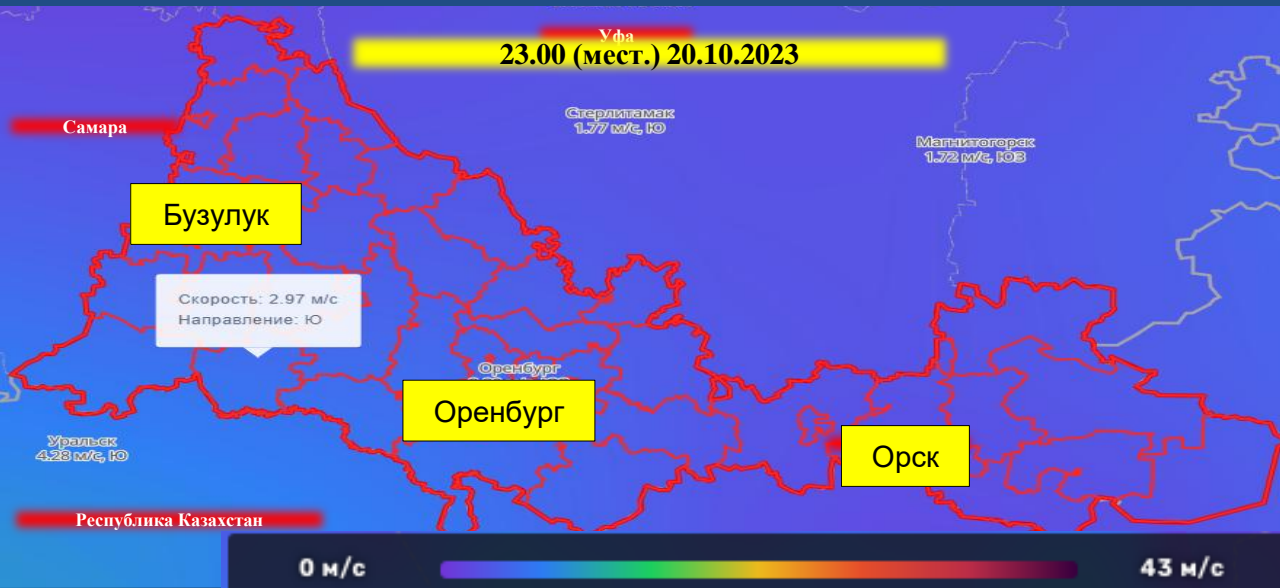 Уфа
23.00 (мест.) 20.10.2023
Стерлитамак
1.77 м/с, Ю
Самара
Магнитогорск
1.72 м/с, ЮЗ
Бузулук
Скорость: 2.97 м/с
Направление: Ю
Оренбург
Оренбург
Уральск
4.28 м/с, Ю
Орск
Республика Казахстан
0 м/с
43 м/с